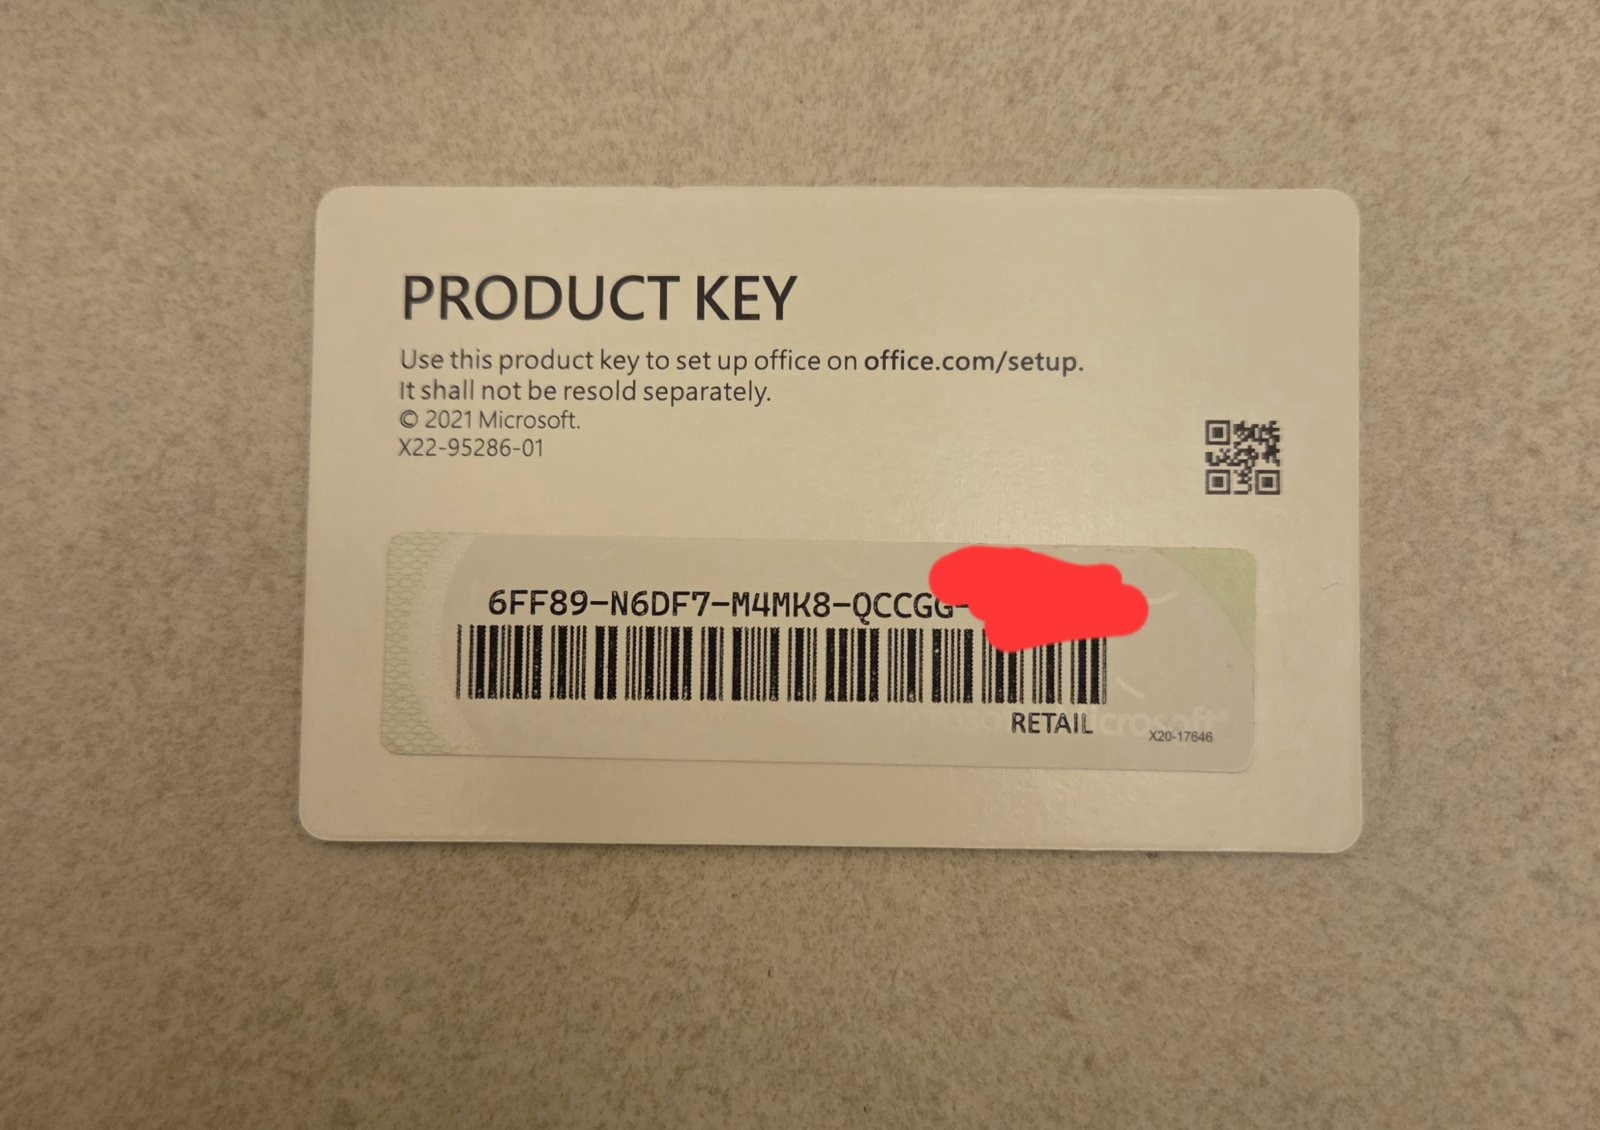 PRODUCT KEY
Use this product key to set up office on office.com/setup.
It shall not be resold separately.
© 2021 Microsoft.
X22-95286-01
6FF89-N6DF7-M4MK8-QCCGG-
RETAIL
Microsoft
X20-17646